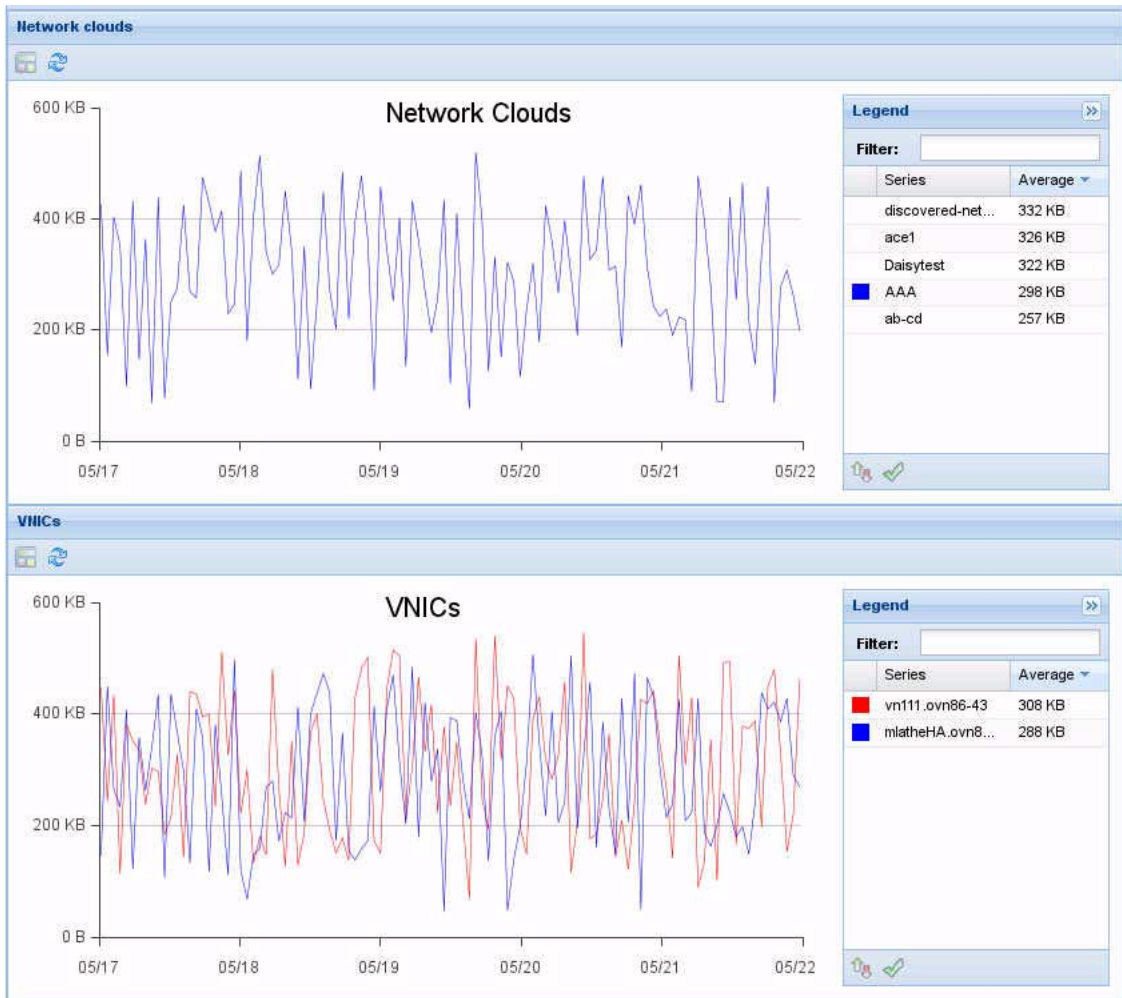 Network clouds
Network Clouds
600 KB
400 KB
200 KB
0 B
05/17 05/18 05/19 05/20 05/21 05/22
Legend
Filter:
Series Average
discovered-net... 332 KB
ace1 326 KB
Daisytest 322 KB
AAA 298 KB
ab-cd 257 KB
VNICs
VNICs
600 KB
400 KB
200 KB
0 B
05/17 05/18 05/19 05/20 05/21 05/22
Legend
Filter:
Series Average
vn111.ovn86-43 308 KB
mlatheHA.ovn8... 288 KB